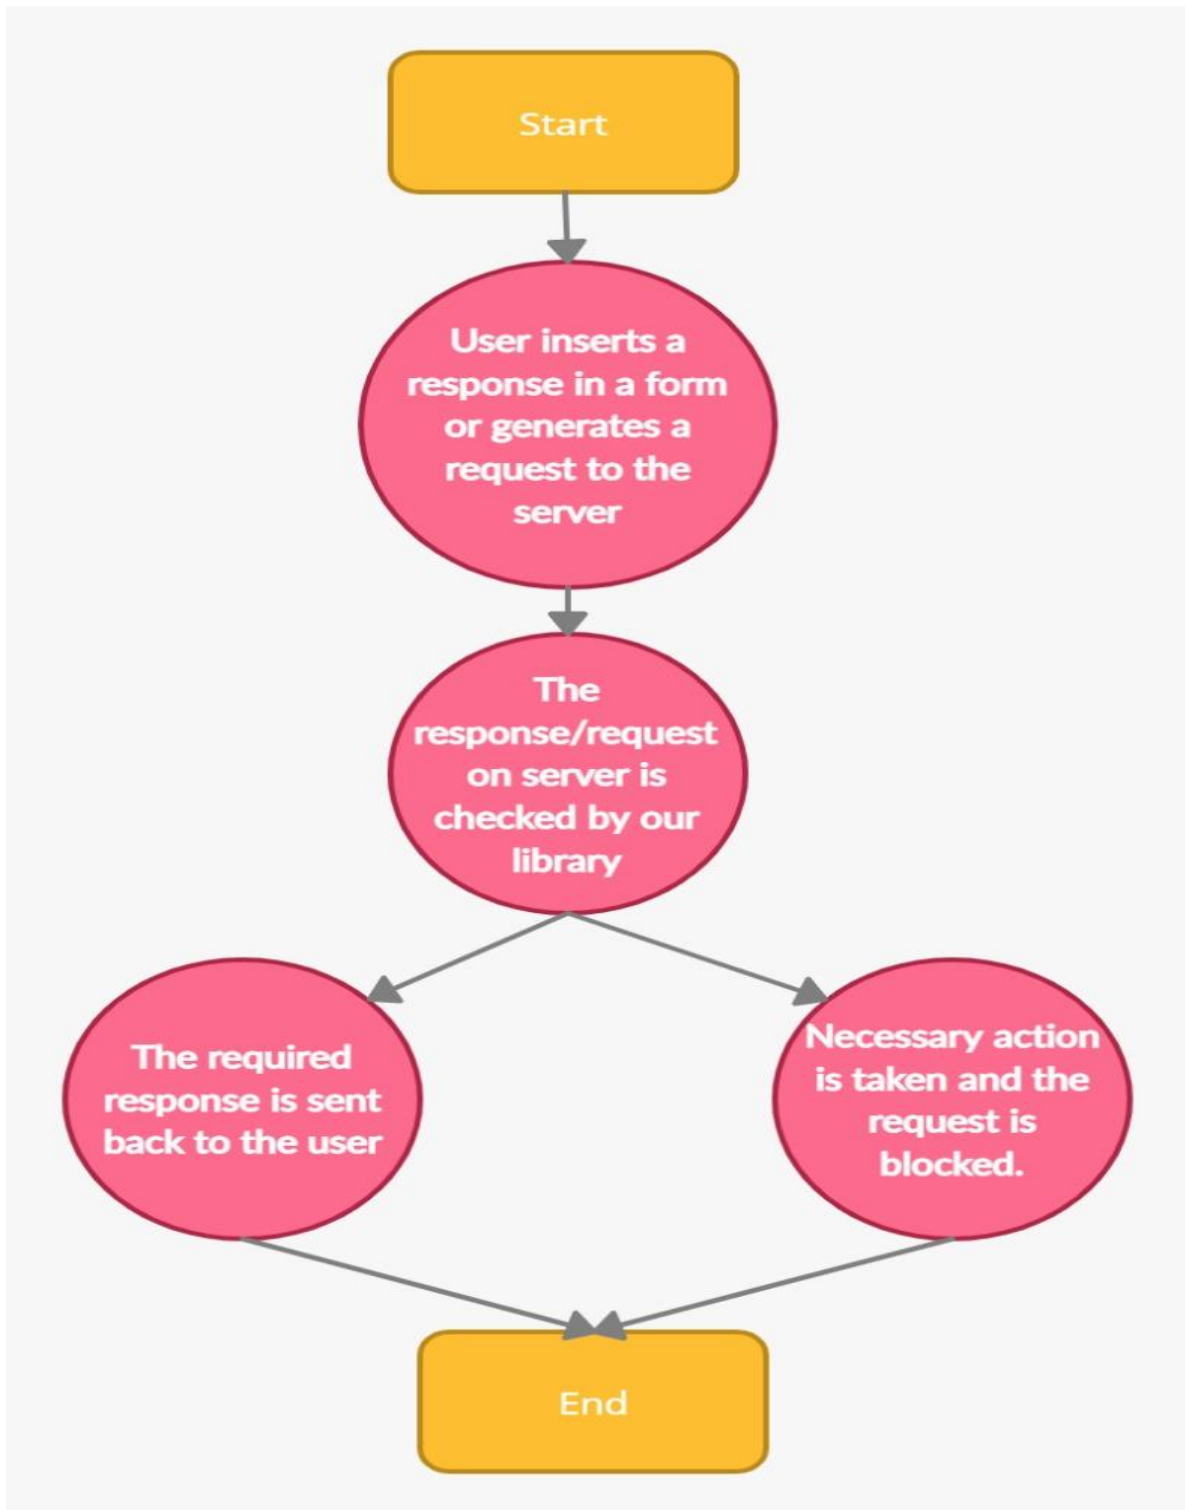 Start
User inserts a
response in a form
or generates a
request to the
server
The
response/request
on server is
checked by our
library
The required
response is sent
back to the user
Necessary action
is taken and the
request is
blocked.
End